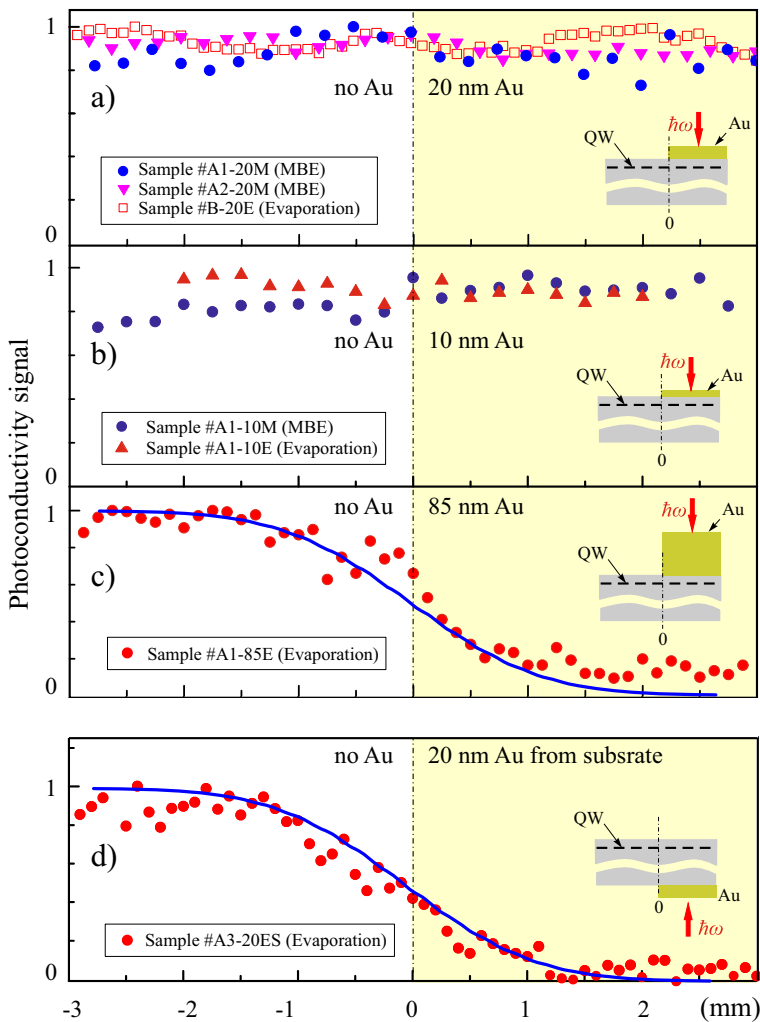 1
a)
no Au
20 nm Au
ħω
Au
QW
0
Sample #A1-20M (MBE)
Sample #A2-20M (MBE)
Sample #B-20E (Evaporation)
0
1
b)
no Au
10 nm Au
ħω
QW
Au
0
Sample #A1-10M (MBE)
Sample #A1-10E (Evaporation)
0
Photoconductivity signal
1
c)
no Au
85 nm Au
ħω
Au
QW
0
Sample #A1-85E (Evaporation)
0
no Au
20 nm Au from subsrate
1
d)
QW
0
Au
ħω
Sample #A3-20ES (Evaporation)
0
-3
-2
-1
0
1
2
(mm)